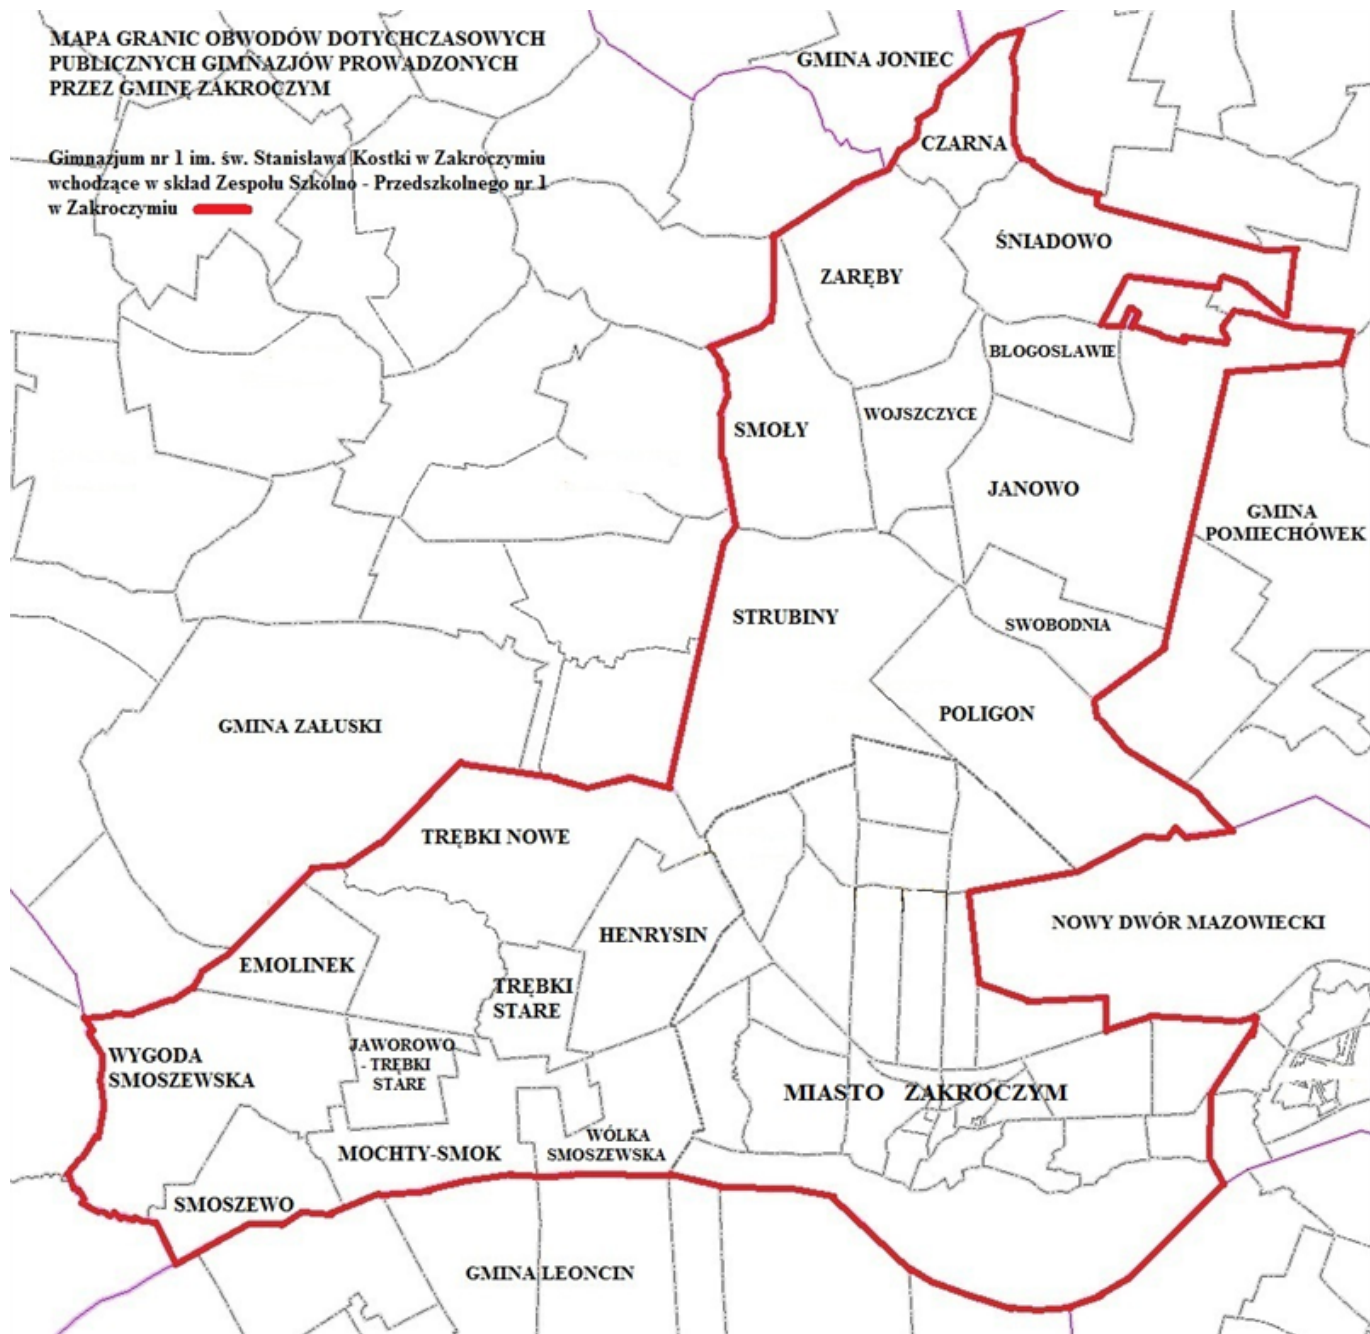 MAPA GRANIC OBWODÓW DOTYCHCZASOWYCH
PUBLICZNYCH GIMNAZJÓW PROWADZONYCH
PRZEZ GMINĘ ZAKROCZYM
Gimnazjum nr 1 im. św. Stanisława Kostki w Zakroczymiu
wchodzące w skład Zespołu Szkolno - Przedszkolnego nr 1
w Zakroczymiu
GMINA JONIEC
CZARNA
ŚNIADOWO
ZARĘBY
BŁOGOSŁAWIE
WOJSZCZYCE
SMOŁY
JANOWO
GMINA
POMIECHÓWEK
STRUBINY
SWOBODNIA
POLIGON
GMINA ZAŁUSKI
TRĘBKI NOWE
HENRYSIN
NOWY DWÓR MAZOWIECKI
EMOLINEK
TRĘBKI
STARE
WYGODA
SMOSZEWSKA
JAWOROWO
- TRĘBKI
STARE
MIASTO ZAKROCZYM
MOCHTY-SMOK
WÓLKA
SMOSZEWSKA
SMOSZEWO
GMINA LEONCIN